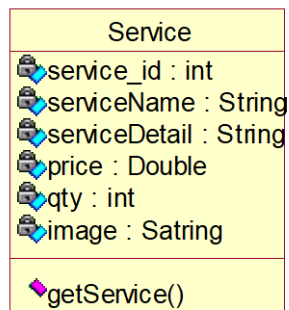 Service
service_id : int
serviceName : String
serviceDetail : String
price : Double
qty : int
image : Satring
getService()